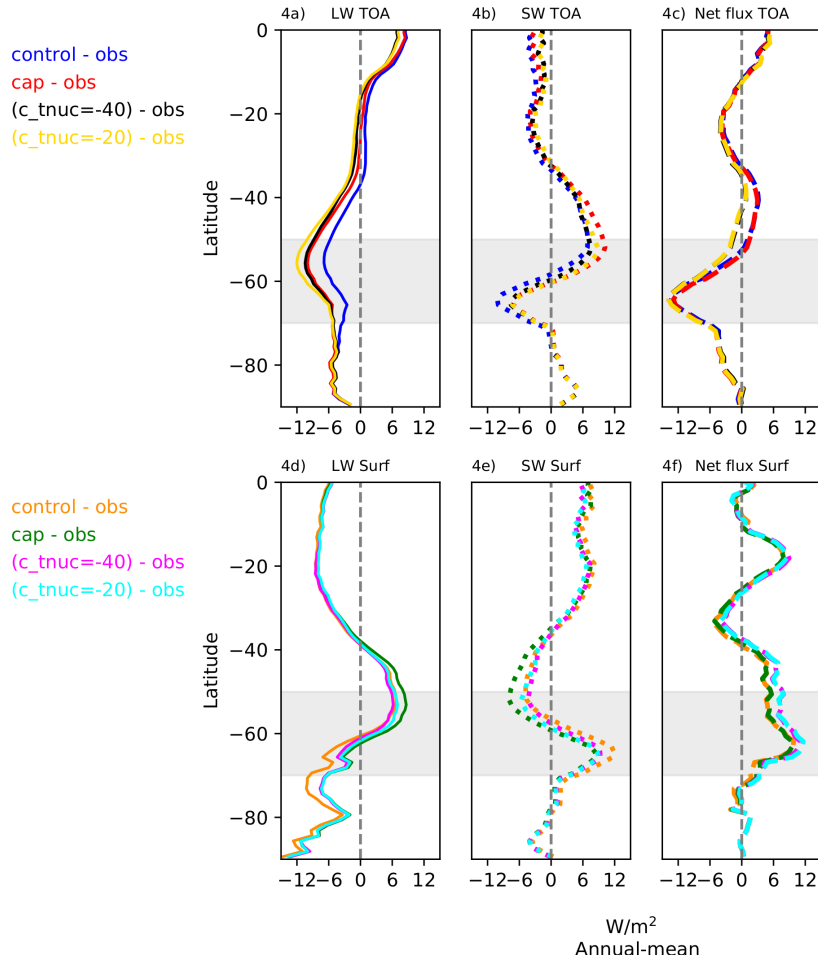 4a) LW TOA
4b) SW TOA
4c) Net flux TOA
control - obs
cap - obs
(c_tnuc=-40) - obs
(c_tnuc=-20) - obs
Latitude
0
−20
−40
−60
−80
−12 −6 0 6 12
−12 −6 0 6 12
−12 −6 0 6 12
4d) LW Surf
4e) SW Surf
4f) Net flux Surf
control - obs
cap - obs
(c_tnuc=-40) - obs
(c_tnuc=-20) - obs
Latitude
0
−20
−40
−60
−80
−12 −6 0 6 12
−12 −6 0 6 12
−12 −6 0 6 12
W/m²
Annual-mean